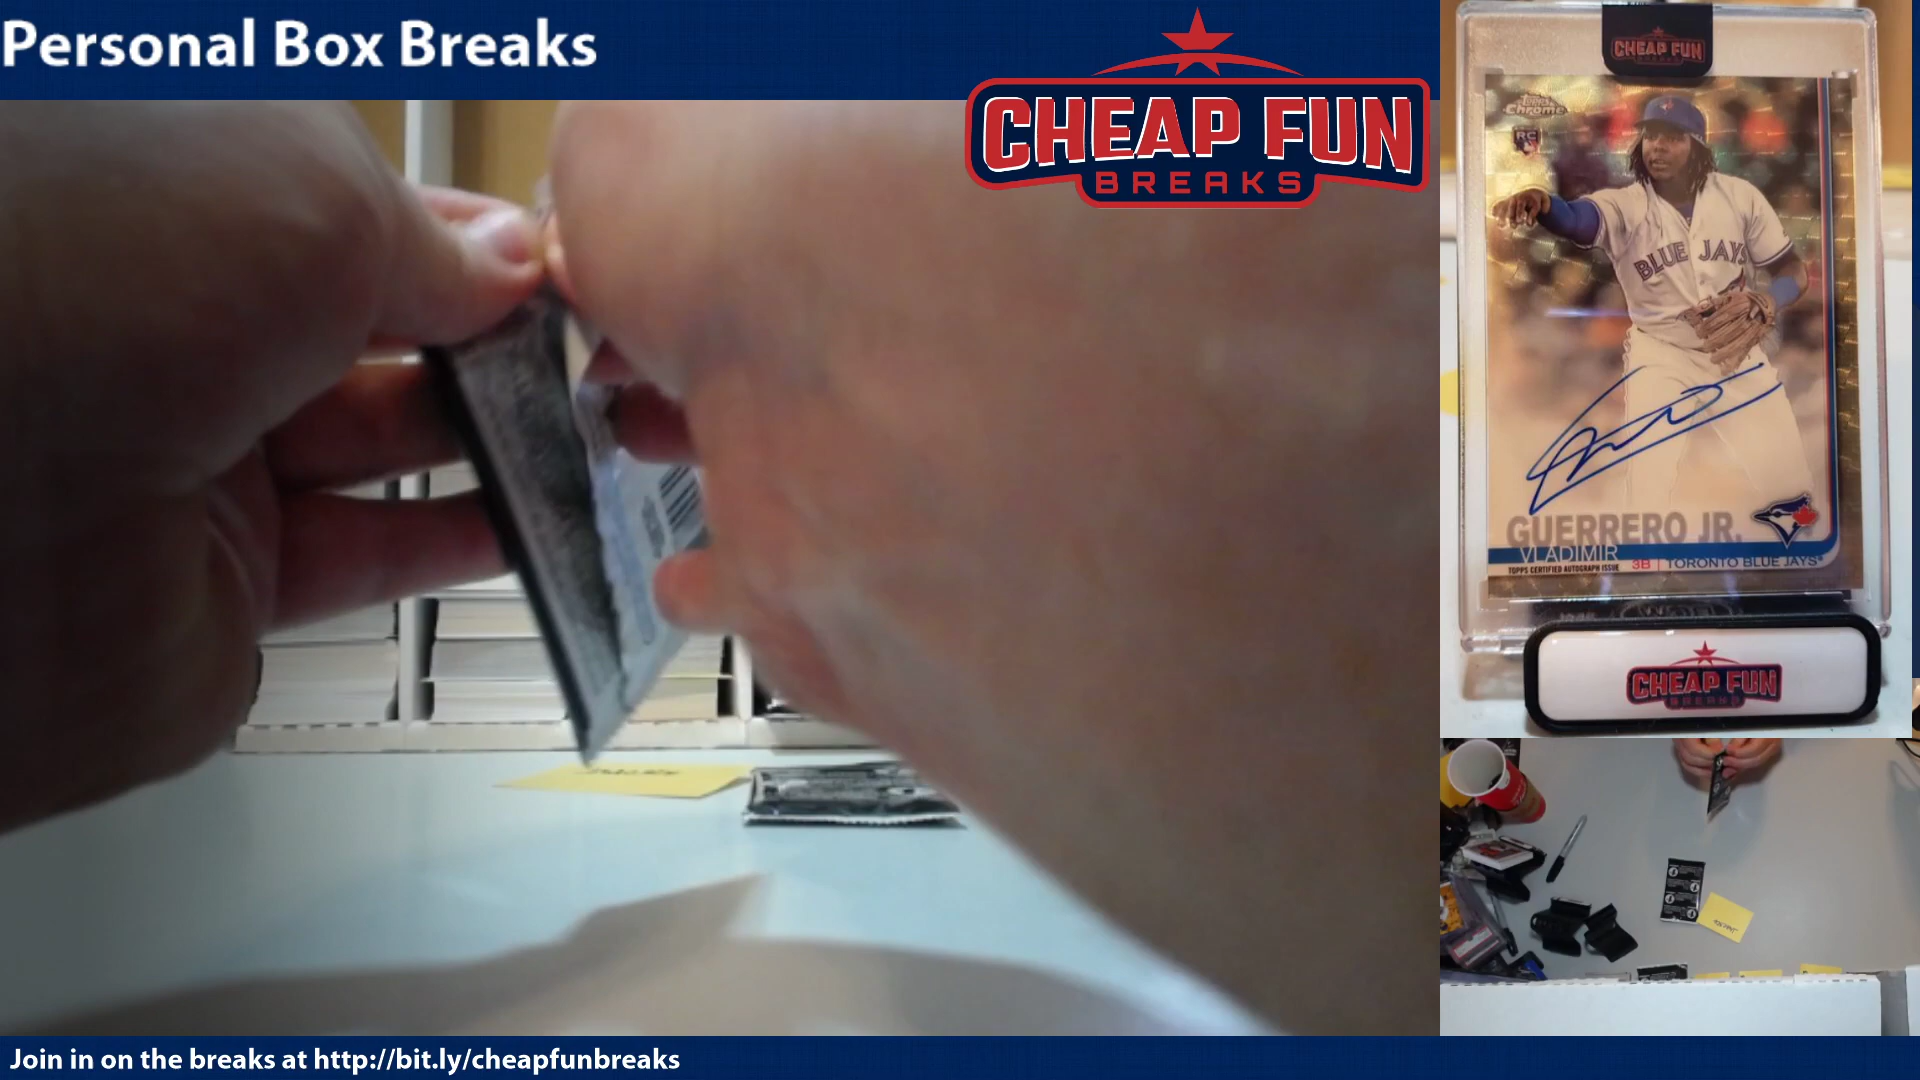 Personal Box Breaks
CHEAP FUN
BREAKS
CHEAP FUN
Topps
Chrome
RC
BLUE JAYS
GUERRERO JR.
VLADIMIR
TOPPS CERTIFIED AUTOGRAPH ISSUE
3B | TORONTO BLUE JAYS
CHEAP FUN
BREAKS
Join in on the breaks at http://bit.ly/cheapfunbreaks